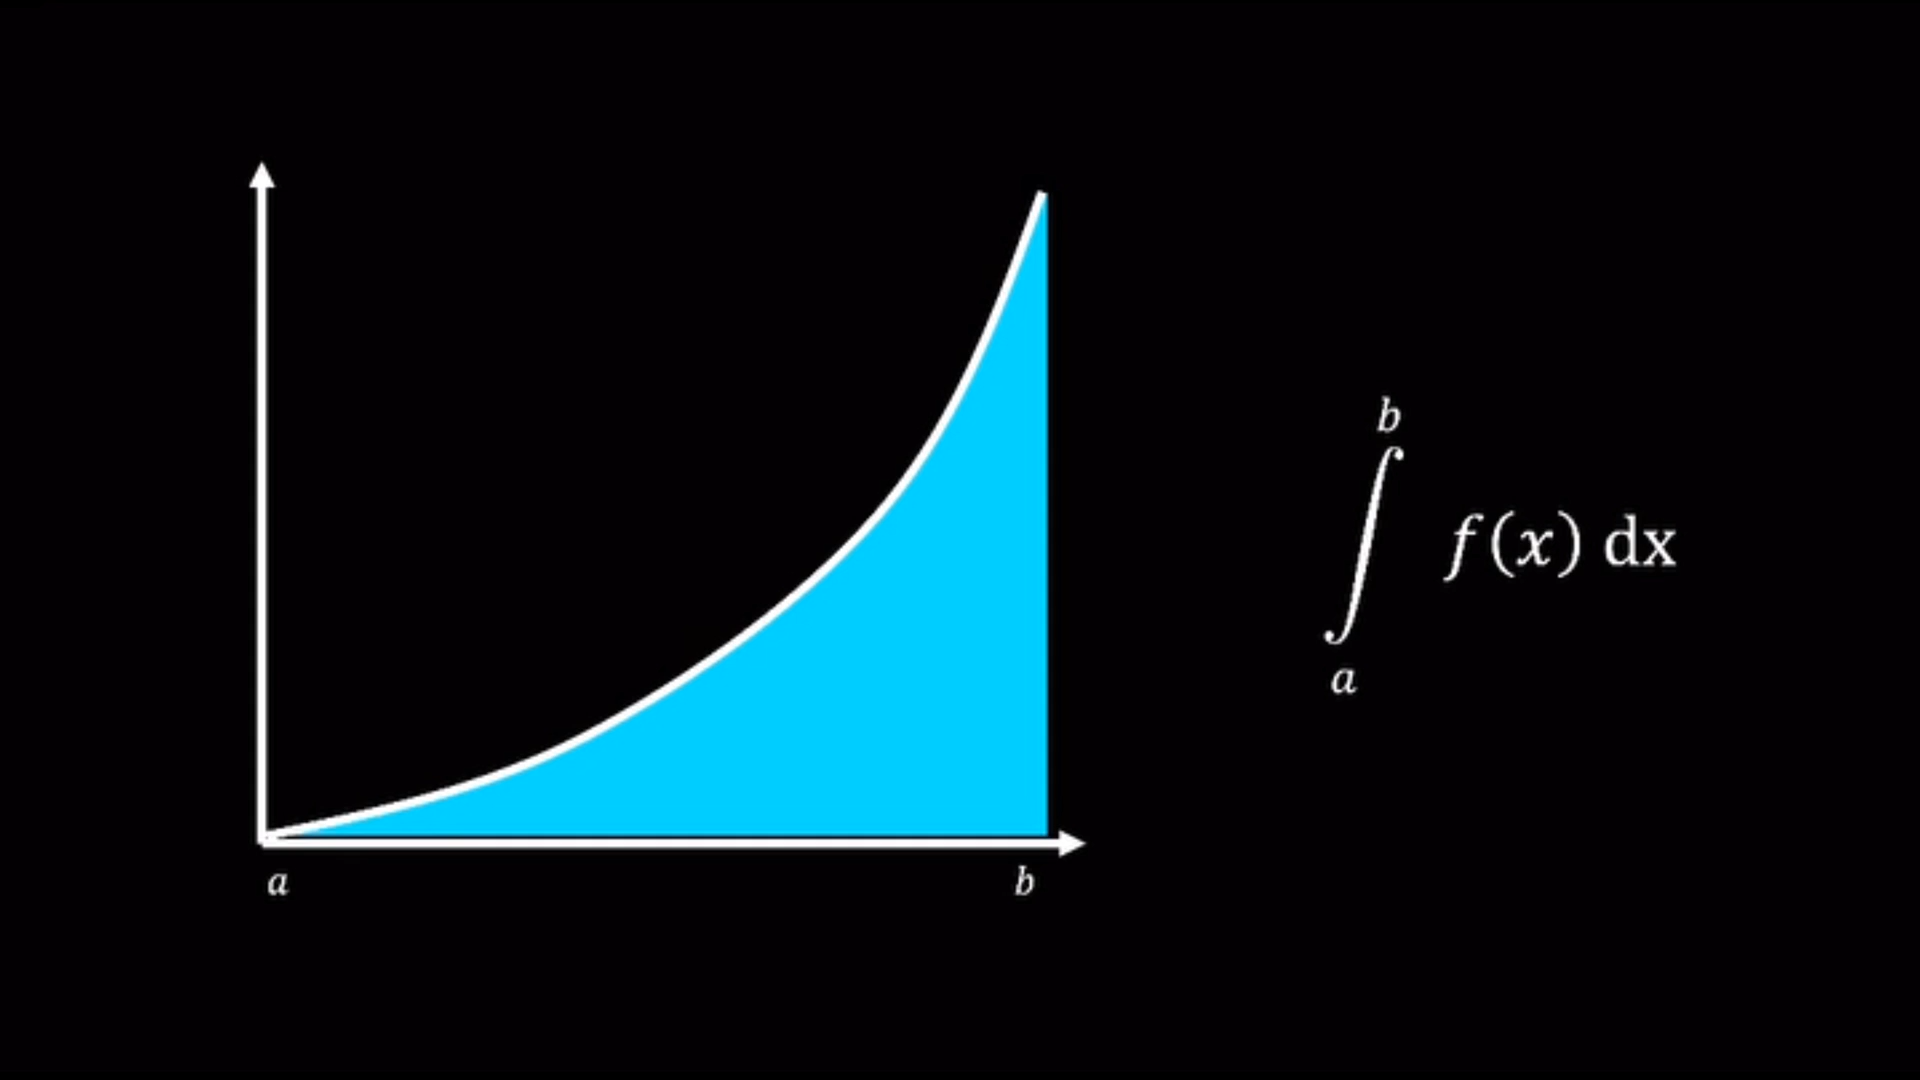 b
∫ f(x) dx
a
a b